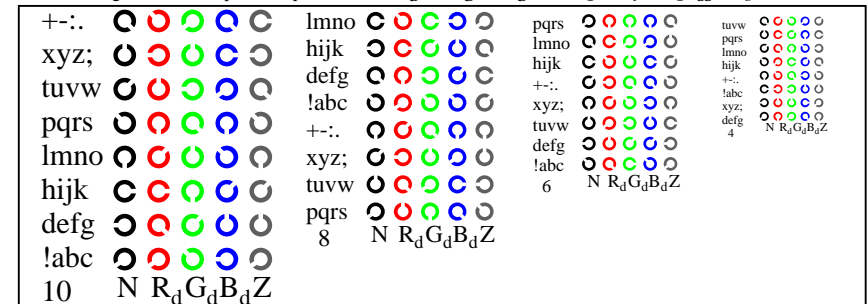 +-:.
xyz;
tuvw
pqrs
lmno
hijk
defg
!abc
10 N RdGdBdZ
lmno
hijk
defg
!abc
+-:.
xyz;
tuvw
pqrs
8 N RdGdBdZ
pqrs
lmno
hijk
+-:.
xyz;
tuvw
defg
!abc
6 N RdGdBdZ
tuvw
pqrs
lmno
hijk
+-:.
!abc
xyz;
defg
4 N RdGdBdZ